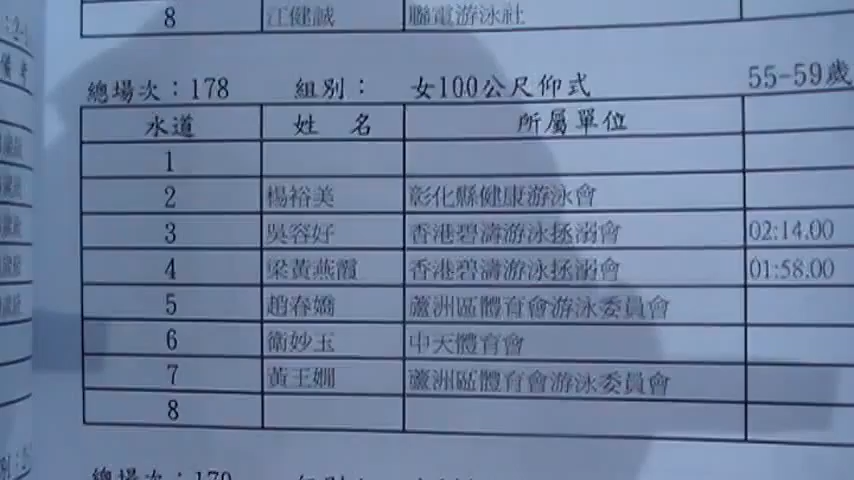 8 江健誠 聯電游泳社
總場次：178 組別： 女100公尺仰式 55-59歲
水道 姓 名 所屬單位
1
2 楊裕美 彰化縣健康游泳會
3 吳容好 香港碧濤游泳拯溺會 02:14.00
4 梁黃燕霞 香港碧濤游泳拯溺會 01:58.00
5 趙春嬌 蘆洲區體育會游泳委員會
6 衛妙玉 中天體育會
7 黃王嫺 蘆洲區體育會游泳委員會
8
總場次：179